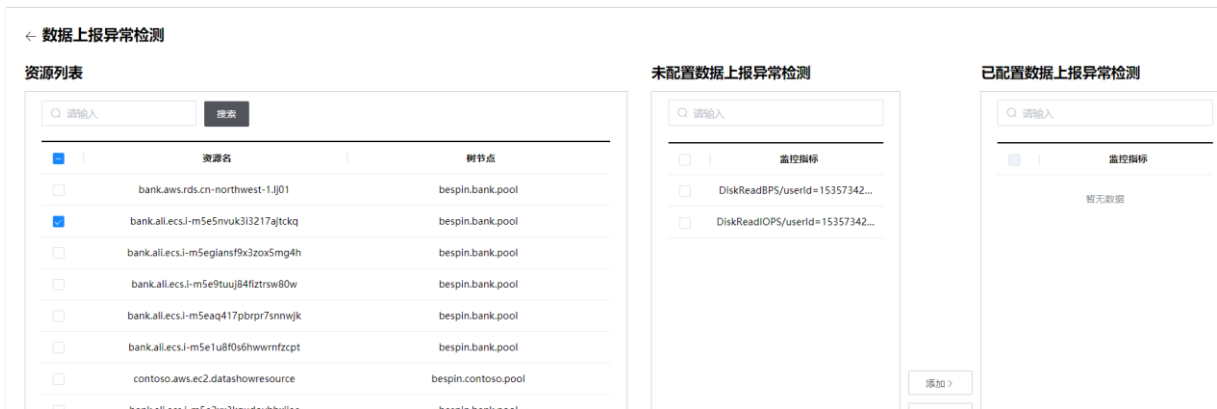 ← 数据上报异常检测
资源列表
未配置数据上报异常检测
已配置数据上报异常检测
请输入 搜索
请输入
请输入
资源名 树节点
监控指标
监控指标
bank.aws.rds.cn-northwest-1.lj01 bespin.bank.pool
DiskReadBPS/userId=15357342...
暂无数据
bank.ali.ecs.i-m5e5nvuk3i3217ajtckq bespin.bank.pool
DiskReadIOPS/userId=15357342...
bank.ali.ecs.i-m5egiansf9x3zox5mg4h bespin.bank.pool
bank.ali.ecs.i-m5e9tuuj84fiztrsw80w bespin.bank.pool
bank.ali.ecs.i-m5eaq417pbrpr7snnwjk bespin.bank.pool
bank.ali.ecs.i-m5e1u8f0s6hwwrnfzcpt bespin.bank.pool
contoso.aws.ec2.datashowresource bespin.contoso.pool
添加 >